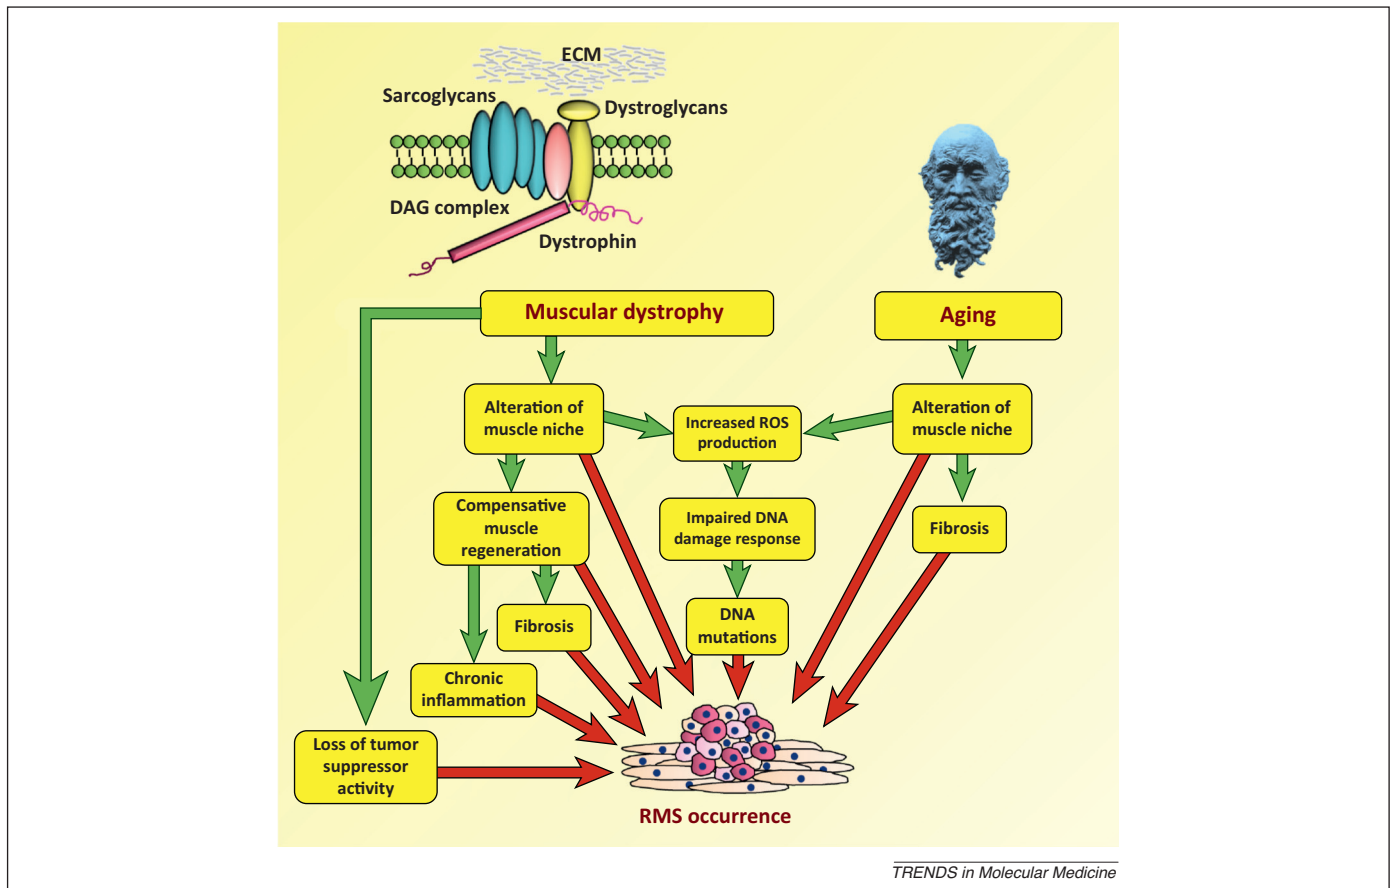 ECM
Sarcoglycans
Dystroglycans
DAG complex
Dystrophin
Muscular dystrophy
Aging
Alteration of
muscle niche
Increased ROS
production
Alteration of
muscle niche
Compensative
muscle
regeneration
Impaired DNA
damage response
Fibrosis
Fibrosis
DNA
mutations
Chronic
inflammation
Loss of tumor
suppressor
activity
RMS occurrence
TRENDS in Molecular Medicine